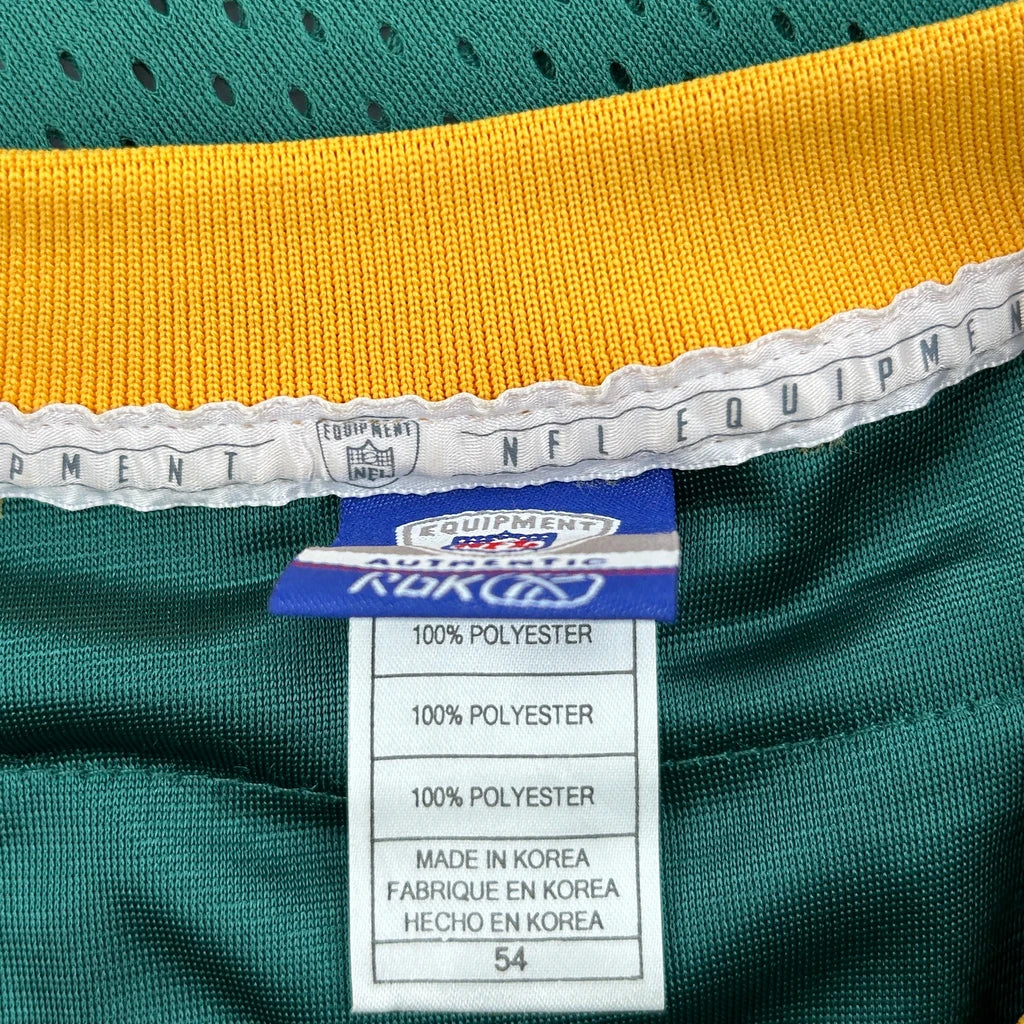 PMENT
EQUIPMENT
NFL
NFL EQUIPMEN
EQUIPMENT
NFL
AUTHENTIC
RBK
100% POLYESTER
100% POLYESTER
100% POLYESTER
MADE IN KOREA
FABRIQUE EN KOREA
HECHO EN KOREA
54